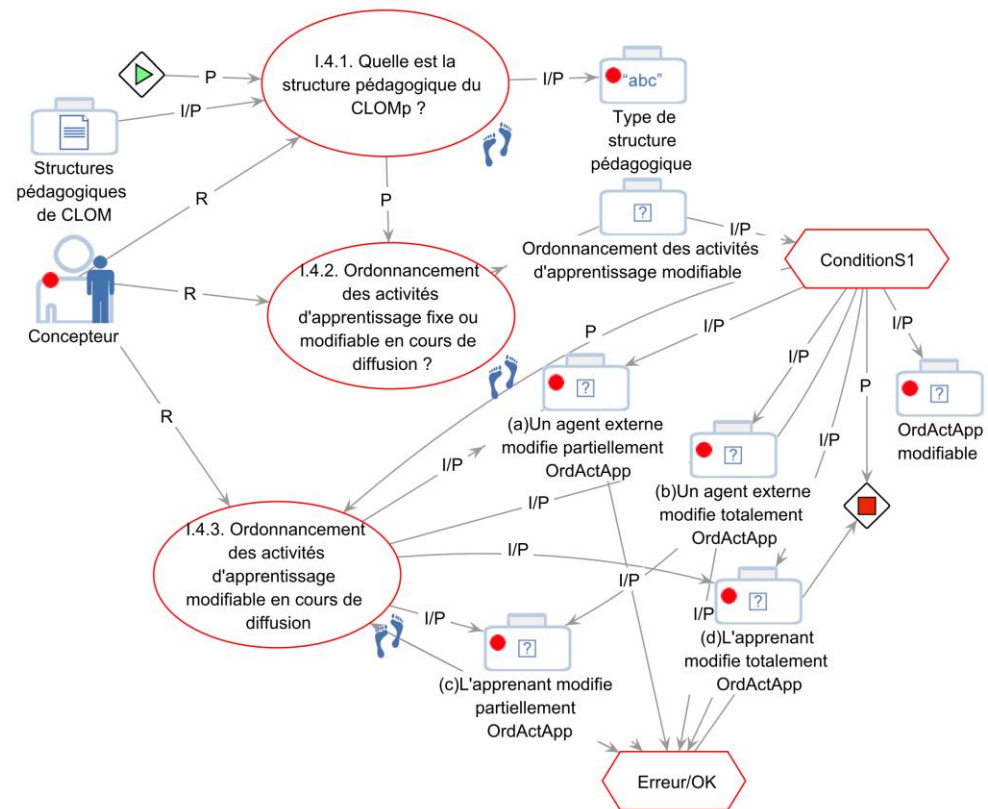 I.4.1. Quelle est la
structure pédagogique du
CLOMp ?
P
I/P
I/P
"abc"
Type de
structure
pédagogique
Structures
pédagogiques
de CLOM
R
P
?
I/P
Ordonnancement des activités
d'apprentissage modifiable
ConditionS1
Concepteur
R
I.4.2. Ordonnancement
des activités
d'apprentissage fixe ou
modifiable en cours de
diffusion ?
P
I/P
I/P
I/P
P
?
(a)Un agent externe
modifie partiellement
OrdActApp
?
OrdActApp
modifiable
R
I/P
I/P
?
(b)Un agent externe
modifie totalement
OrdActApp
I.4.3. Ordonnancement
des activités
d'apprentissage
modifiable en cours de
diffusion
I/P
I/P
I/P
I/P
I/P
?
(d)L'apprenant
modifie totalement
OrdActApp
?
(c)L'apprenant modifie
partiellement
OrdActApp
Erreur/OK